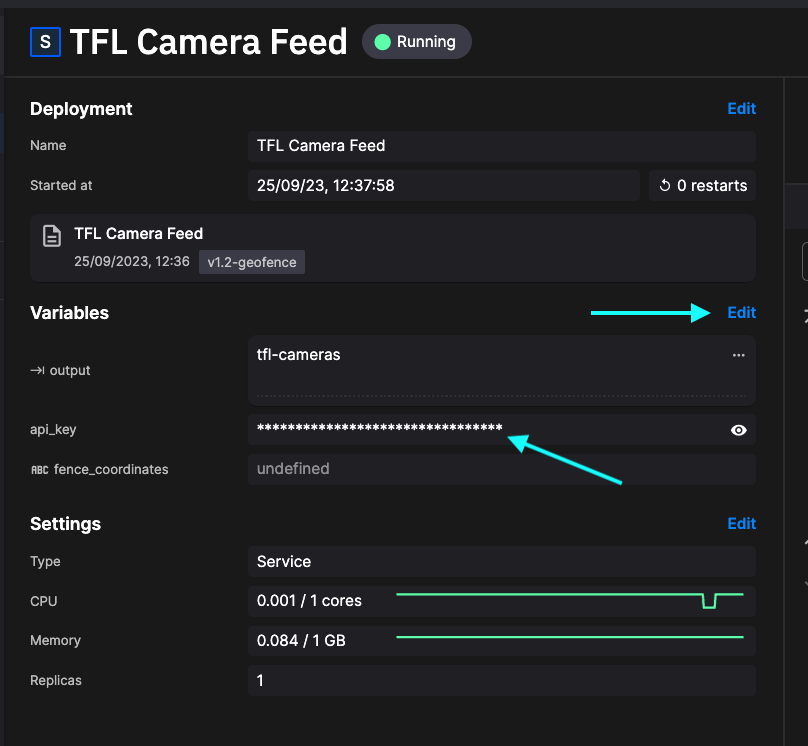 S TFL Camera Feed Running
Deployment Edit
Name TFL Camera Feed
Started at 25/09/23, 12:37:58 0 restarts
TFL Camera Feed
25/09/2023, 12:36 v1.2-geofence
Variables Edit
output tfl-cameras ...
api_key ********************************
ABC fence_coordinates undefined
Settings Edit
Type Service
CPU 0.001 / 1 cores
Memory 0.084 / 1 GB
Replicas 1